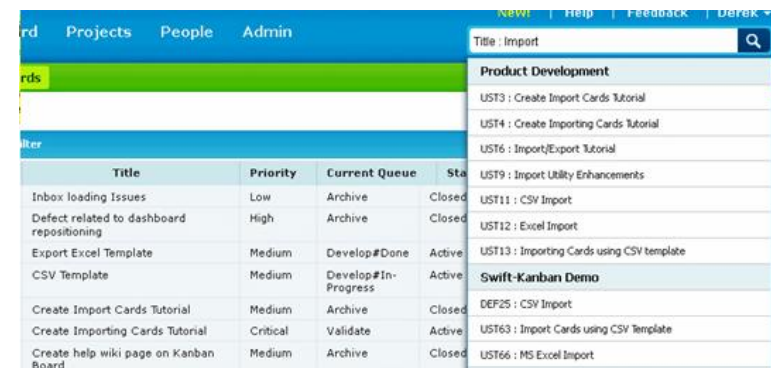 New! | Help | Feedback | Derek
rd Projects People Admin
Title : Import
rds
Product Development
UST3 : Create Import Cards Tutorial
UST4 : Create Importing Cards Tutorial
UST6 : Import/Export Tutorial
UST9 : Import Utility Enhancements
UST11 : CSV Import
UST12 : Excel Import
UST13 : Importing Cards using CSV template
Swift-Kanban Demo
DEF25 : CSV Import
UST63 : Import Cards using CSV Template
UST66 : MS Excel Import
ilter
Title Priority Current Queue Sta
Inbox loading Issues Low Archive Closed
Defect related to dashboard High Archive Closed
repositioning
Export Excel Template Medium Develop#Done Active
CSV Template Medium Develop#In- Active
Progress
Create Import Cards Tutorial Medium Archive Closed
Create Importing Cards Tutorial Critical Validate Active
Create help wiki page on Kanban Medium Archive Closed
Board